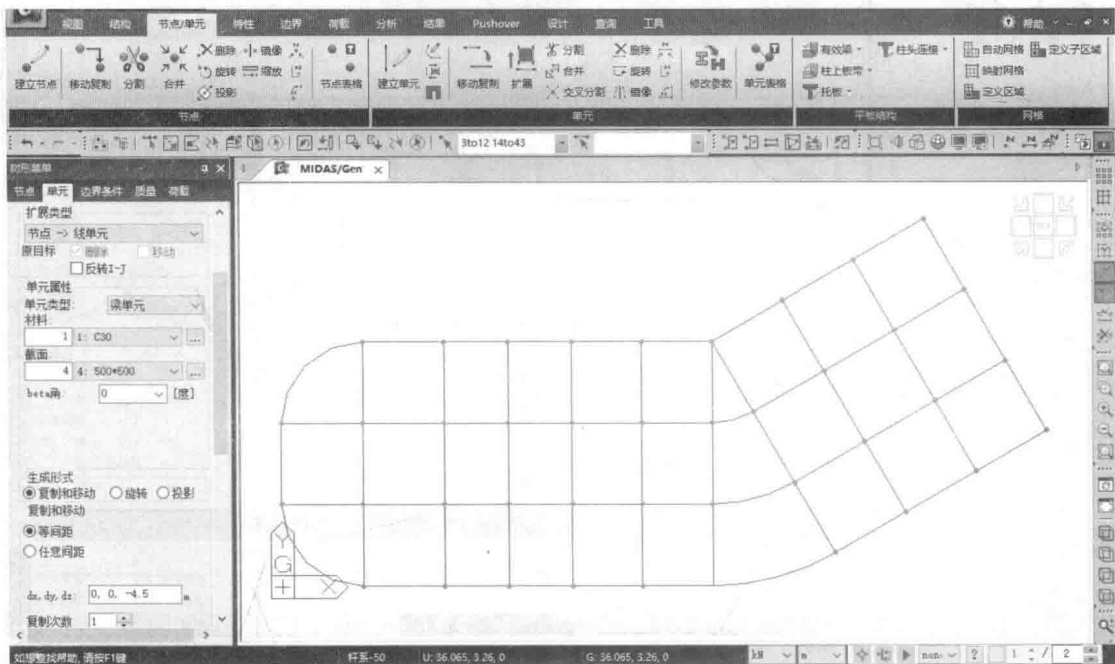 视图 结构 节点/单元 特性 边界 荷载 分析 结果 Pushover 设计 查询 工具 帮助
删除 镜像
旋转 缩放
投影
建立节点 移动复制 分割 合并 节点表格
建立单元 移动复制 扩展
分割 删除
合并 旋转
交叉分割 镜像
修改参数 单元表格
有效梁 柱头连接
柱上板带
托板
自动网格 定义子区域
映射网格
定义区域
节点 单元 平板结构 网格
3to12 14to43
树形菜单
MIDAS/Gen
节点 单元 边界条件 质量 荷载
扩展类型
节点 -> 线单元
原目标 删除 移动
反转I-J
单元属性
单元类型: 梁单元
材料:
1 1: C30
截面:
4 4: 500*600
beta角: 0 [度]
生成形式
复制和移动 旋转 投影
复制和移动
等间距
任意间距
dx, dy, dz: 0, 0, -4.5 m
复制次数 1
Y
G
X
如想查找帮助, 请按F1键
杆系-50
U: 36.065, 3.26, 0
G: 36.065, 3.26, 0
kN m non- ? 1 / 2